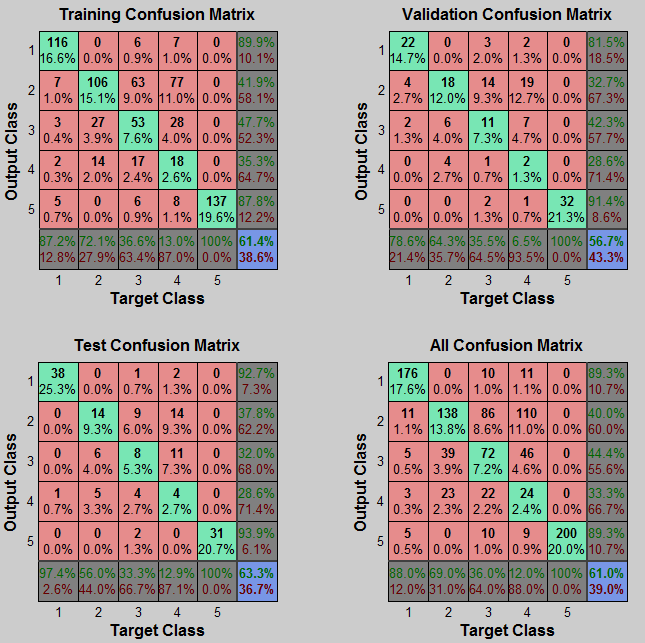 Training Confusion Matrix
Validation Confusion Matrix
1 116 0 6 7 0 89.9%
16.6% 0.0% 0.9% 1.0% 0.0% 10.1%
2 7 106 63 77 0 41.9%
1.0% 15.1% 9.0% 11.0% 0.0% 58.1%
3 3 27 53 28 0 47.7%
0.4% 3.9% 7.6% 4.0% 0.0% 52.3%
4 2 14 17 18 0 35.3%
0.3% 2.0% 2.4% 2.6% 0.0% 64.7%
5 5 0 6 8 137 87.8%
0.7% 0.0% 0.9% 1.1% 19.6% 12.2%
87.2% 72.1% 36.6% 13.0% 100% 61.4%
12.8% 27.9% 63.4% 87.0% 0.0% 38.6%
1 2 3 4 5
Target Class
Output Class
1 22 0 3 2 0 81.5%
14.7% 0.0% 2.0% 1.3% 0.0% 18.5%
2 4 18 14 19 0 32.7%
2.7% 12.0% 9.3% 12.7% 0.0% 67.3%
3 2 6 11 7 0 42.3%
1.3% 4.0% 7.3% 4.7% 0.0% 57.7%
4 0 4 1 2 0 28.6%
0.0% 2.7% 0.7% 1.3% 0.0% 71.4%
5 0 0 2 1 32 91.4%
0.0% 0.0% 1.3% 0.7% 21.3% 8.6%
78.6% 64.3% 35.5% 6.5% 100% 56.7%
21.4% 35.7% 64.5% 93.5% 0.0% 43.3%
1 2 3 4 5
Target Class
Output Class
Test Confusion Matrix
All Confusion Matrix
1 38 0 1 2 0 92.7%
25.3% 0.0% 0.7% 1.3% 0.0% 7.3%
2 0 14 9 14 0 37.8%
0.0% 9.3% 6.0% 9.3% 0.0% 62.2%
3 0 6 8 11 0 32.0%
0.0% 4.0% 5.3% 7.3% 0.0% 68.0%
4 1 5 4 4 0 28.6%
0.7% 3.3% 2.7% 2.7% 0.0% 71.4%
5 0 0 2 0 31 93.9%
0.0% 0.0% 1.3% 0.0% 20.7% 6.1%
97.4% 56.0% 33.3% 12.9% 100% 63.3%
2.6% 44.0% 66.7% 87.1% 0.0% 36.7%
1 2 3 4 5
Target Class
Output Class
1 176 0 10 11 0 89.3%
17.6% 0.0% 1.0% 1.1% 0.0% 10.7%
2 11 138 86 110 0 40.0%
1.1% 13.8% 8.6% 11.0% 0.0% 60.0%
3 5 39 72 46 0 44.4%
0.5% 3.9% 7.2% 4.6% 0.0% 55.6%
4 3 23 22 24 0 33.3%
0.3% 2.3% 2.2% 2.4% 0.0% 66.7%
5 5 0 10 9 200 89.3%
0.5% 0.0% 1.0% 0.9% 20.0% 10.7%
88.0% 69.0% 36.0% 12.0% 100% 61.0%
12.0% 31.0% 64.0% 88.0% 0.0% 39.0%
1 2 3 4 5
Target Class
Output Class